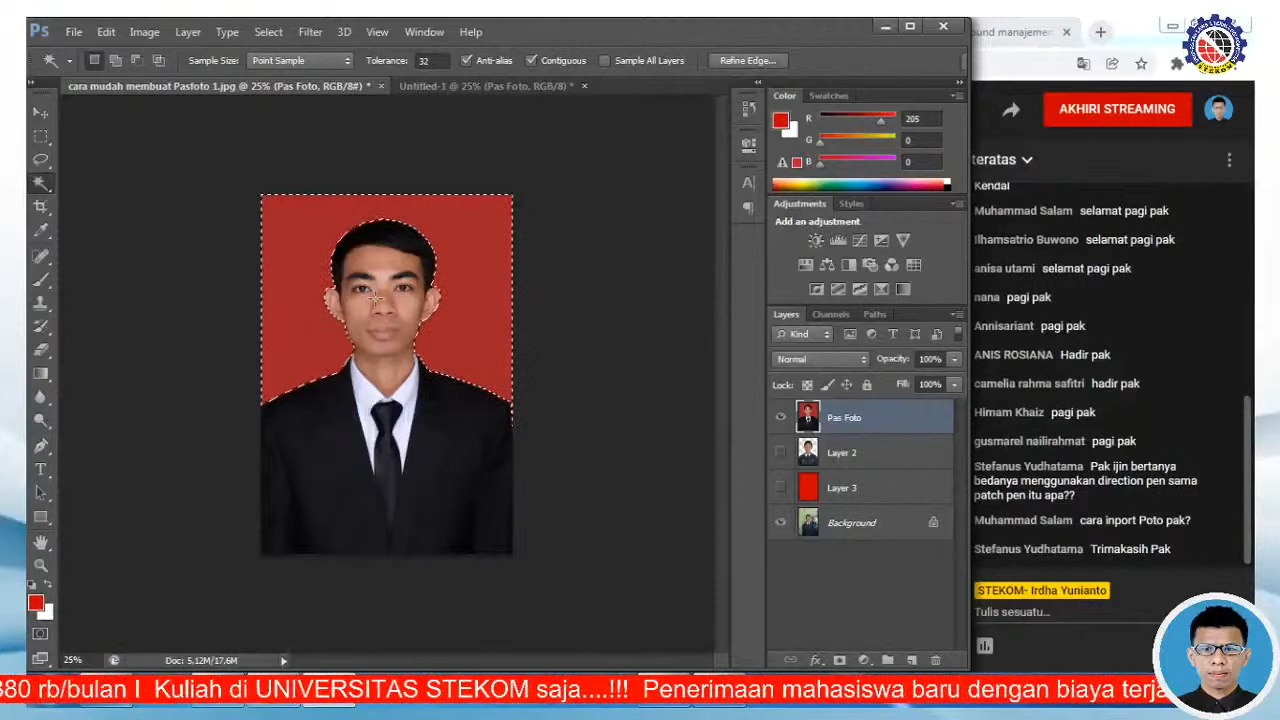 Ps File Edit Image Layer Type Select Filter 3D View Window Help
Sample Size: Point Sample Tolerance: 32 Anti-alias Contiguous Sample All Layers Refine Edge...
cara mudah membuat Pasfoto 1.jpg @ 25% (Pas Foto, RGB/8#) * Untitled-1 @ 25% (Pas Foto, RGB/8) *
Color Swatches
R 205
G 0
B 0
Adjustments Styles
Add an adjustment
Layers Channels Paths
Kind
Normal Opacity: 100%
Lock: Fill: 100%
Pas Foto
Layer 2
Layer 3
Background
25% Doc: 5,12M/17,6M
ound manajemen
STEKOM
AKHIRI STREAMING
teratas
Kendal
Muhammad Salam selamat pagi pak
Ilhamsatrio Buwono selamat pagi pak
anisa utami selamat pagi pak
nana pagi pak
Annisariant pagi pak
ANIS ROSIANA Hadir pak
camelia rahma safitri hadir pak
Himam Khaiz pagi pak
gusmarel nailirahmat pagi pak
Stefanus Yudhatama Pak ijin bertanya
bedanya menggunakan direction pen sama
patch pen itu apa??
Muhammad Salam cara inport Poto pak?
Stefanus Yudhatama Trimakasih Pak
STEKOM- Irdha Yunianto
Tulis sesuatu...
380 rb/bulan I Kuliah di UNIVERSITAS STEKOM saja....!!! Penerimaan mahasiswa baru dengan biaya terja